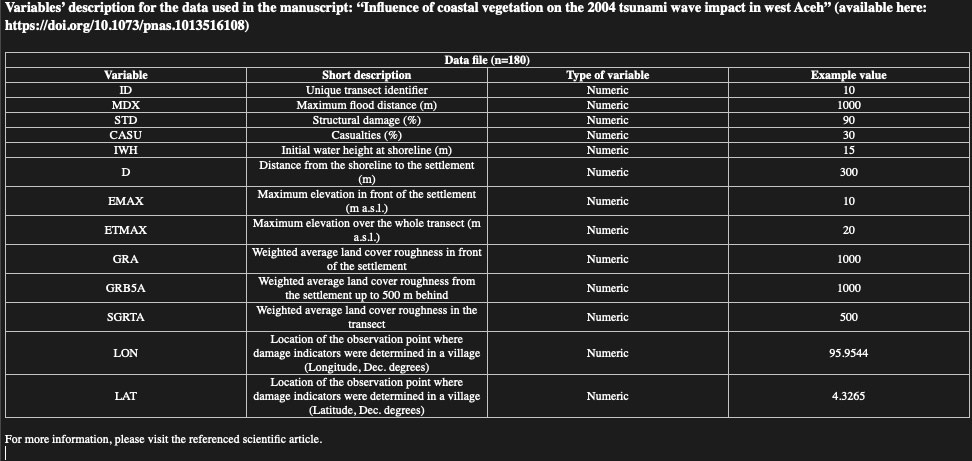 Variables’ description for the data used in the manuscript: “Influence of coastal vegetation on the 2004 tsunami wave impact in west Aceh” (available here:
https://doi.org/10.1073/pnas.1013516108)
Data file (n=180)
Variable Short description Type of variable Example value
ID Unique transect identifier Numeric 10
MDX Maximum flood distance (m) Numeric 1000
STD Structural damage (%) Numeric 90
CASU Casualties (%) Numeric 30
IWH Initial water height at shoreline (m) Numeric 15
D Distance from the shoreline to the settlement
(m) Numeric 300
EMAX Maximum elevation in front of the settlement
(m a.s.l.) Numeric 10
ETMAX Maximum elevation over the whole transect (m
a.s.l.) Numeric 20
GRA Weighted average land cover roughness in front
of the settlement Numeric 1000
GRB5A Weighted average land cover roughness from
the settlement up to 500 m behind Numeric 1000
SGRTA Weighted average land cover roughness in the
transect Numeric 500
LON Location of the observation point where
damage indicators were determined in a village
(Longitude, Dec. degrees) Numeric 95.9544
LAT Location of the observation point where
damage indicators were determined in a village
(Latitude, Dec. degrees) Numeric 4.3265
For more information, please visit the referenced scientific article.